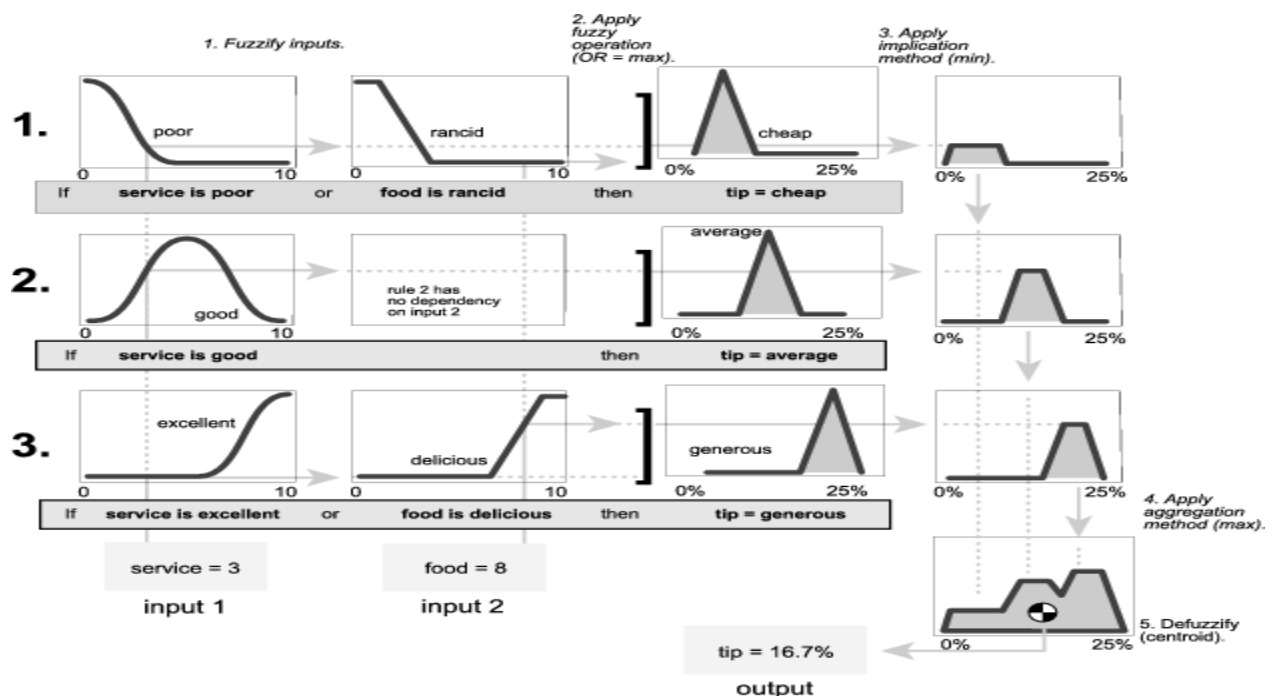 1. Fuzzify inputs.
2. Apply
fuzzy
operation
(OR = max).
3. Apply
implication
method (min).
1.
poor
0
10
rancid
0
10
cheap
0%
25%
0%
25%
If service is poor or food is rancid then tip = cheap
2.
good
0
10
rule 2 has
no dependency
on input 2
average
0%
25%
0%
25%
If service is good then tip = average
3.
excellent
0
10
delicious
0
10
generous
0%
25%
0%
25%
If service is excellent or food is delicious then tip = generous
4. Apply
aggregation
method (max).
service = 3
input 1
food = 8
input 2
0%
25%
5. Defuzzify
(centroid).
tip = 16.7%
output